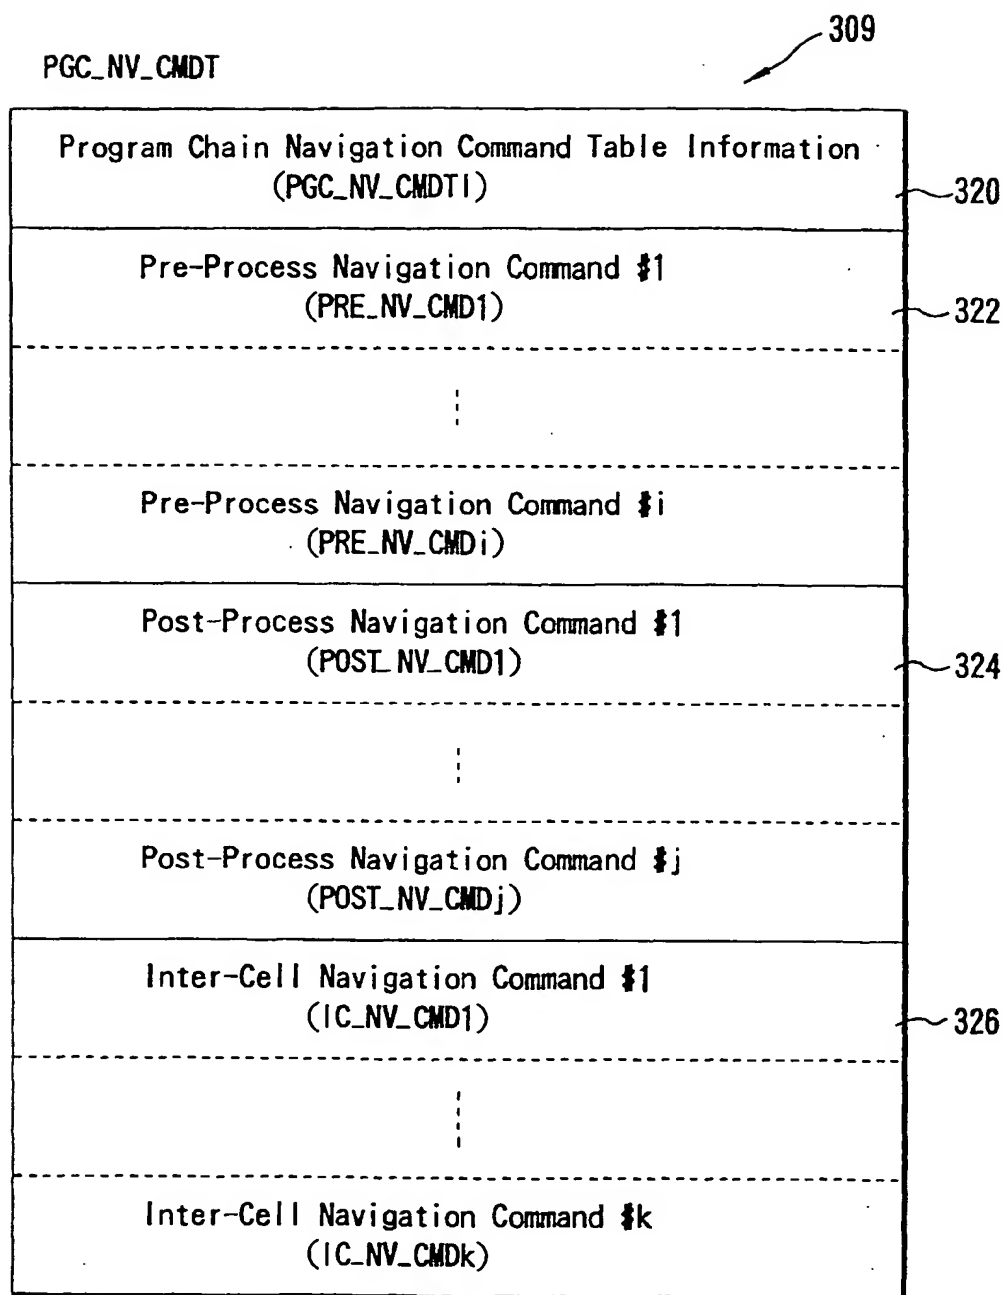 309
PGC_NV_CMDT
Program Chain Navigation Command Table Information
(PGC_NV_CMDTI)
320
Pre-Process Navigation Command #1
(PRE_NV_CMD1)
322
Pre-Process Navigation Command #i
(PRE_NV_CMDi)
Post-Process Navigation Command #1
(POST_NV_CMD1)
324
Post-Process Navigation Command #j
(POST_NV_CMDj)
Inter-Cell Navigation Command #1
(IC_NV_CMD1)
326
Inter-Cell Navigation Command #k
(IC_NV_CMDk)